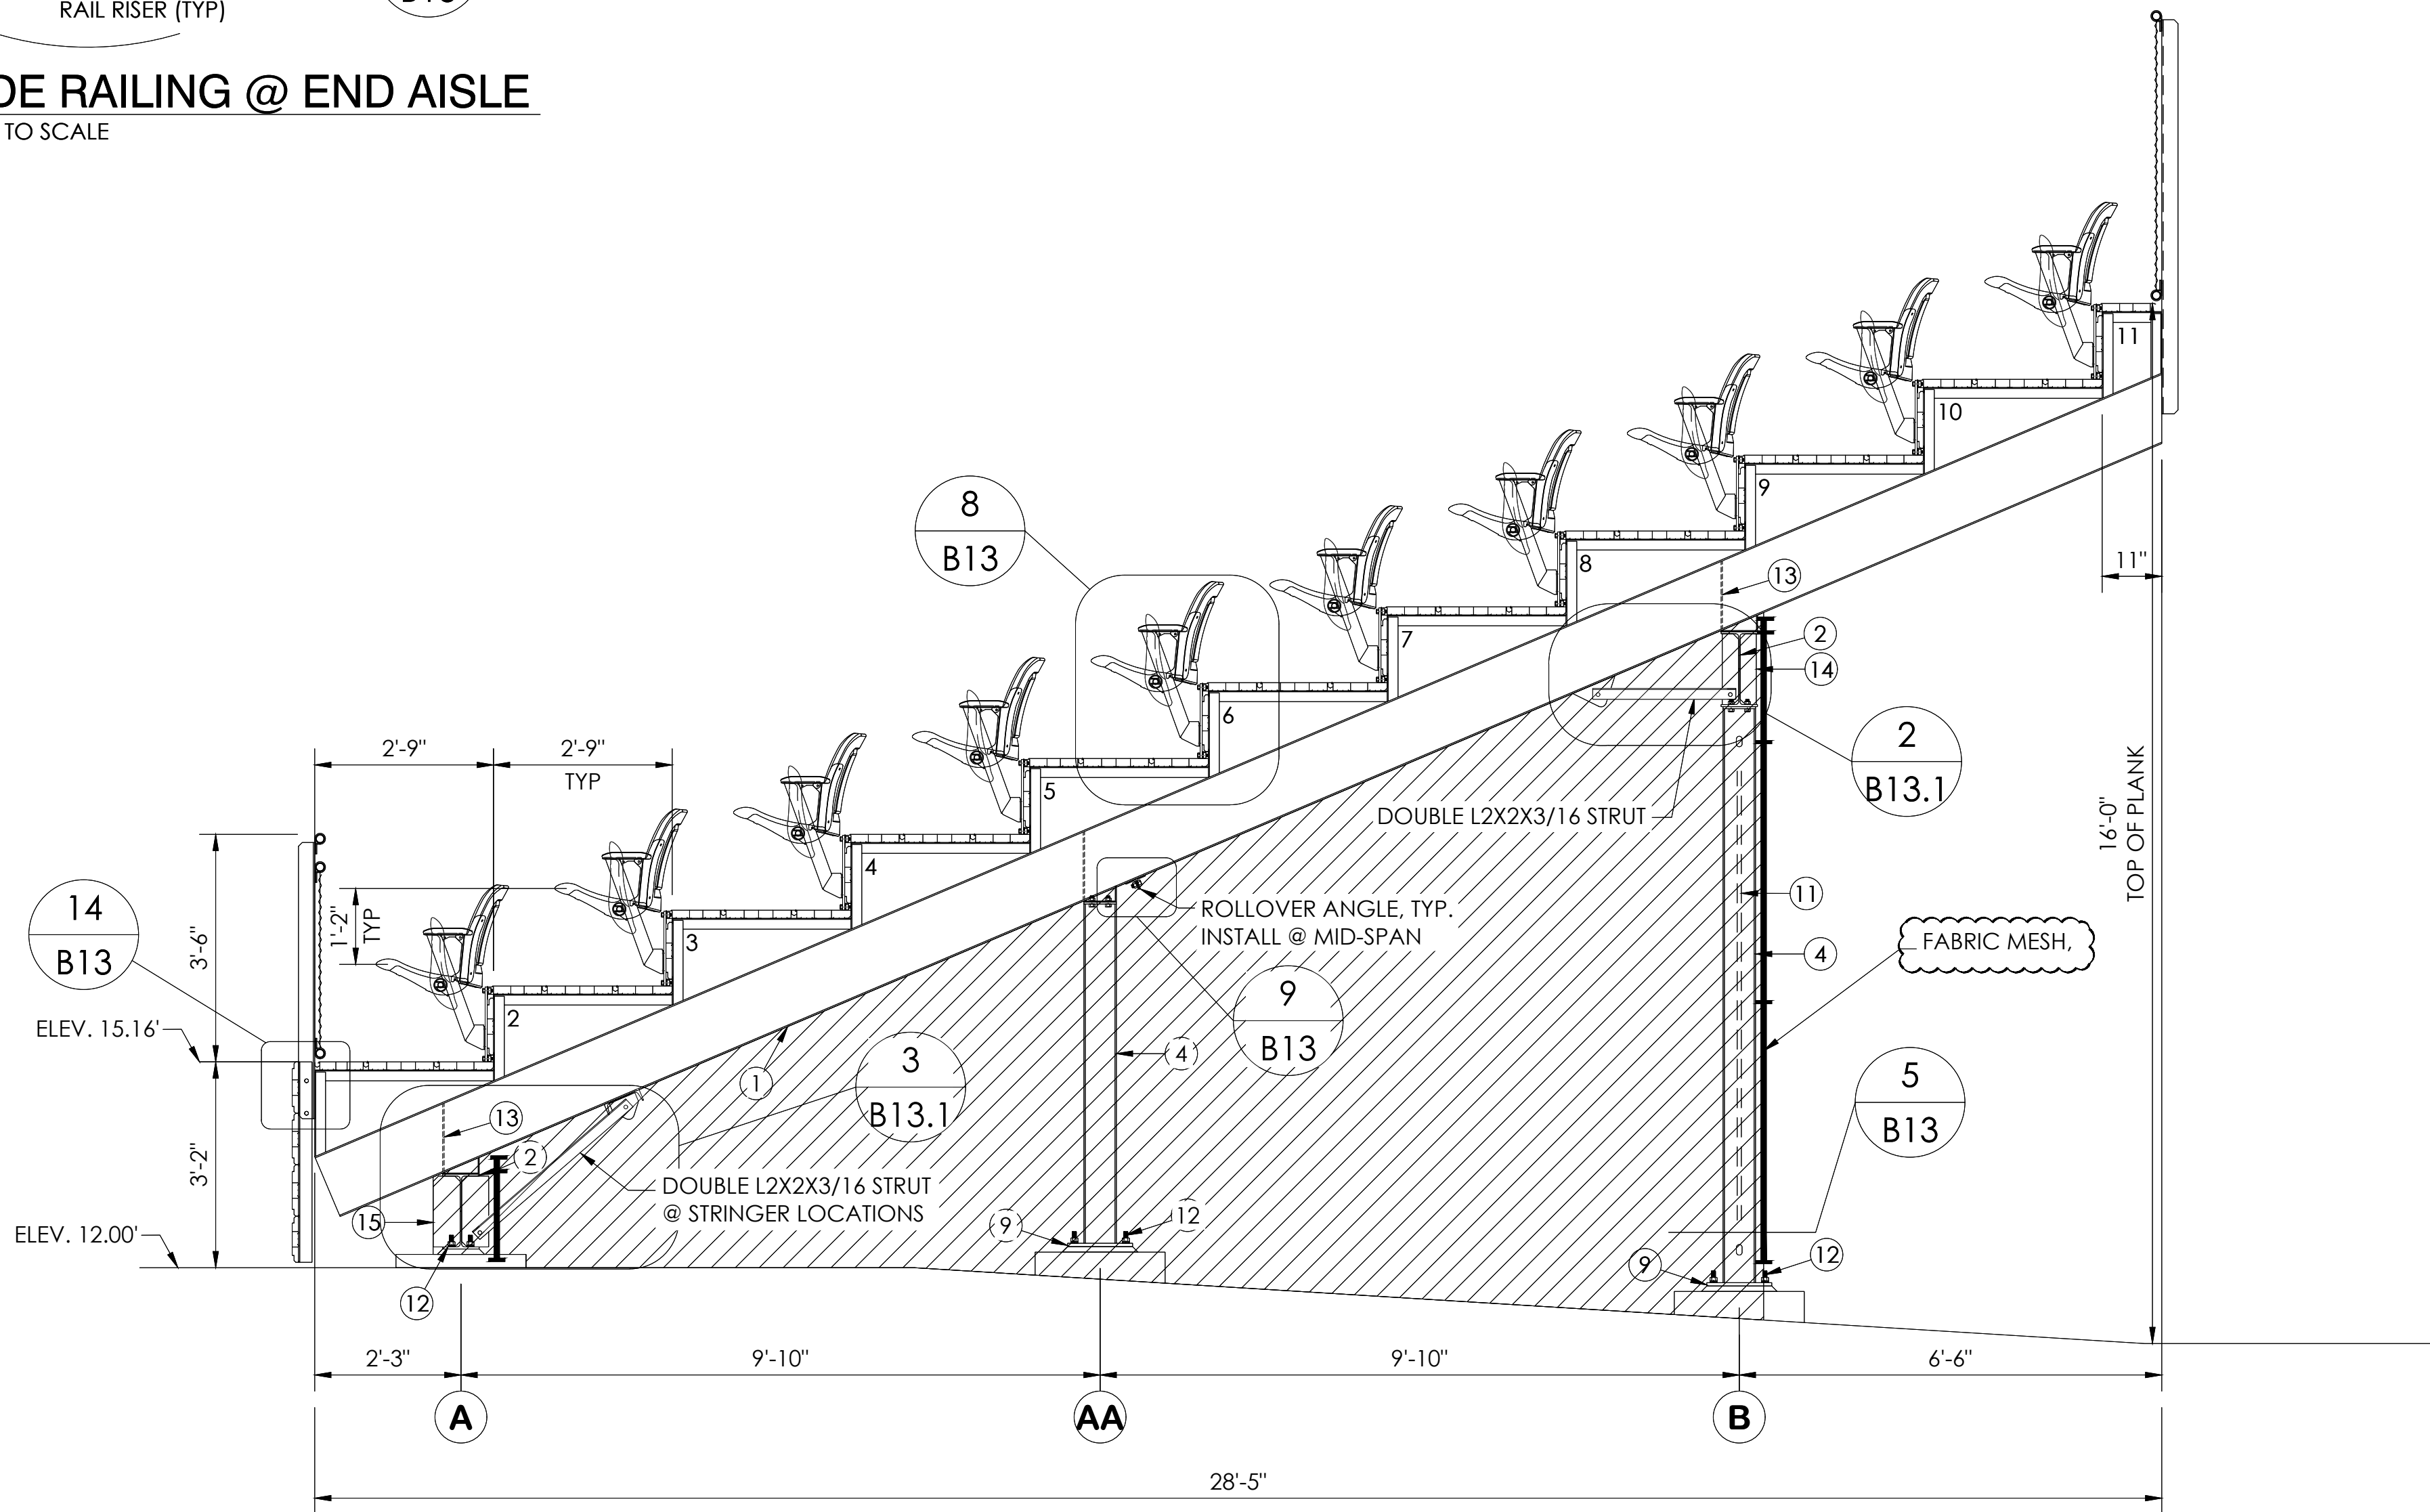 RAIL RISER (TYP)
DE RAILING @ END AISLE
TO SCALE
11
10
9
8
B13
8
11"
13
7
2
14
6
2
B13.1
2'-9"
2'-9"
TYP
5
DOUBLE L2X2X3/16 STRUT
16'-0"
TOP OF PLANK
4
11
ROLLOVER ANGLE, TYP.
INSTALL @ MID-SPAN
14
B13
3'-6"
1'-2"
TYP
3
4
FABRIC MESH,
9
B13
2
ELEV. 15.16'
4
3
B13.1
1
5
B13
13
3'-2"
2
DOUBLE L2X2X3/16 STRUT
@ STRINGER LOCATIONS
15
9
12
ELEV. 12.00'
9
12
12
2'-3"
9'-10"
9'-10"
6'-6"
A
AA
B
28'-5"